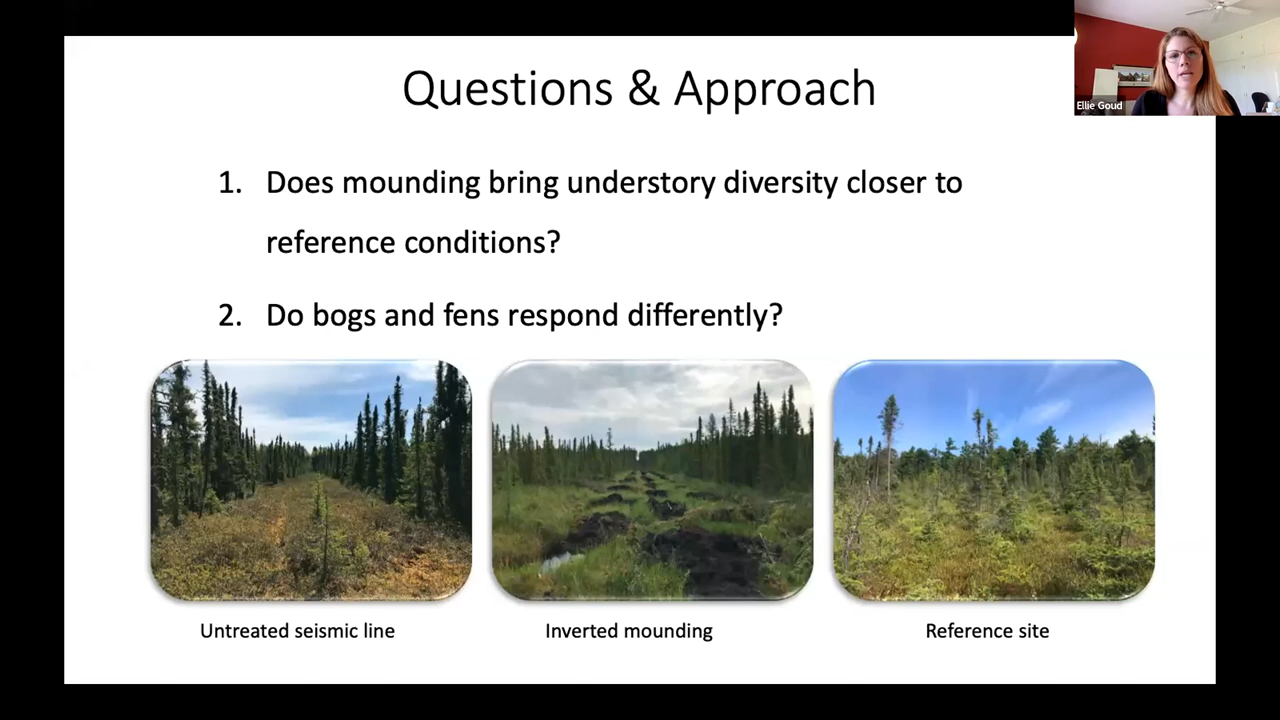 Questions & Approach
Ellie Goud
1. Does mounding bring understory diversity closer to
reference conditions?
2. Do bogs and fens respond differently?
Untreated seismic line
Inverted mounding
Reference site